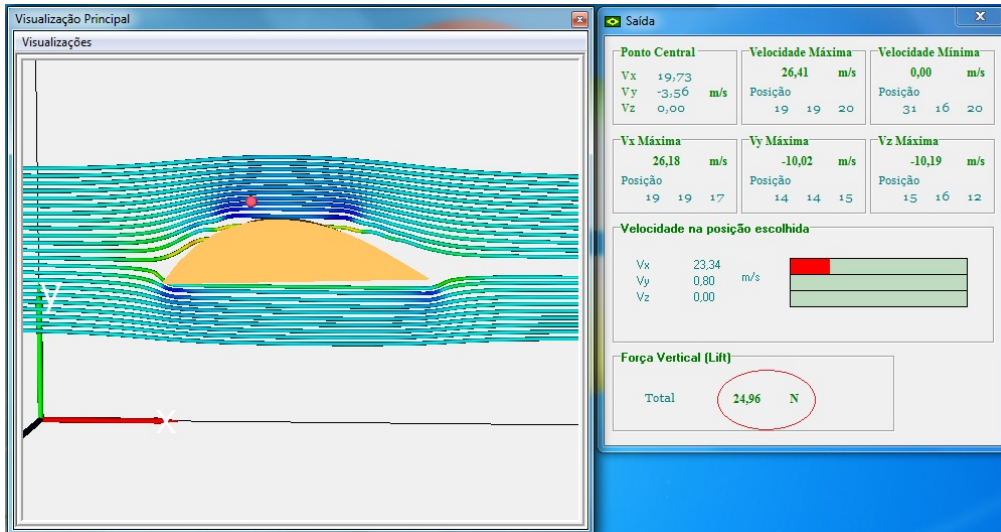 Visualização Principal
Visualizações
y
x
Saída
Ponto Central
Vx 19,73
Vy -3,56 m/s
Vz 0,00
Velocidade Máxima
26,41 m/s
Posição
19 19 20
Velocidade Mínima
0,00 m/s
Posição
31 16 20
Vx Máxima
26,18 m/s
Posição
19 19 17
Vy Máxima
-10,02 m/s
Posição
14 14 15
Vz Máxima
-10,19 m/s
Posição
15 16 12
Velocidade na posição escolhida
Vx 23,34
Vy 0,80 m/s
Vz 0,00
Força Vertical (Lift)
Total 24,96 N